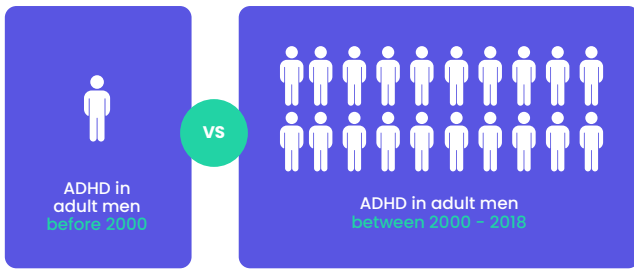 ADHD in
adult men
before 2000
VS
ADHD in adult men
between 2000 - 2018